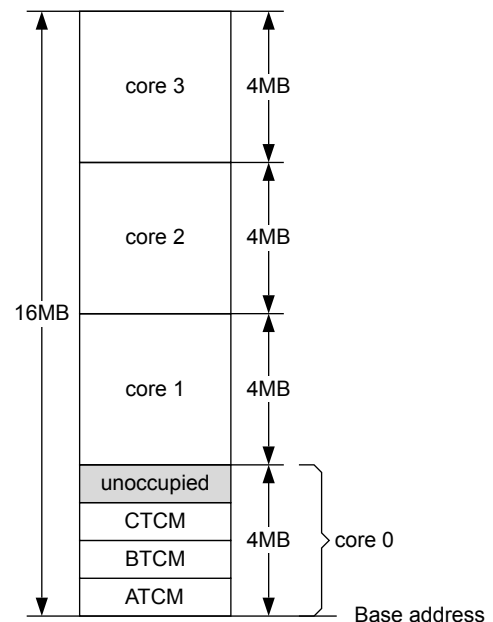 core 3
4MB
core 2
4MB
16MB
core 1
4MB
unoccupied
CTCM
4MB
core 0
BTCM
ATCM
Base address